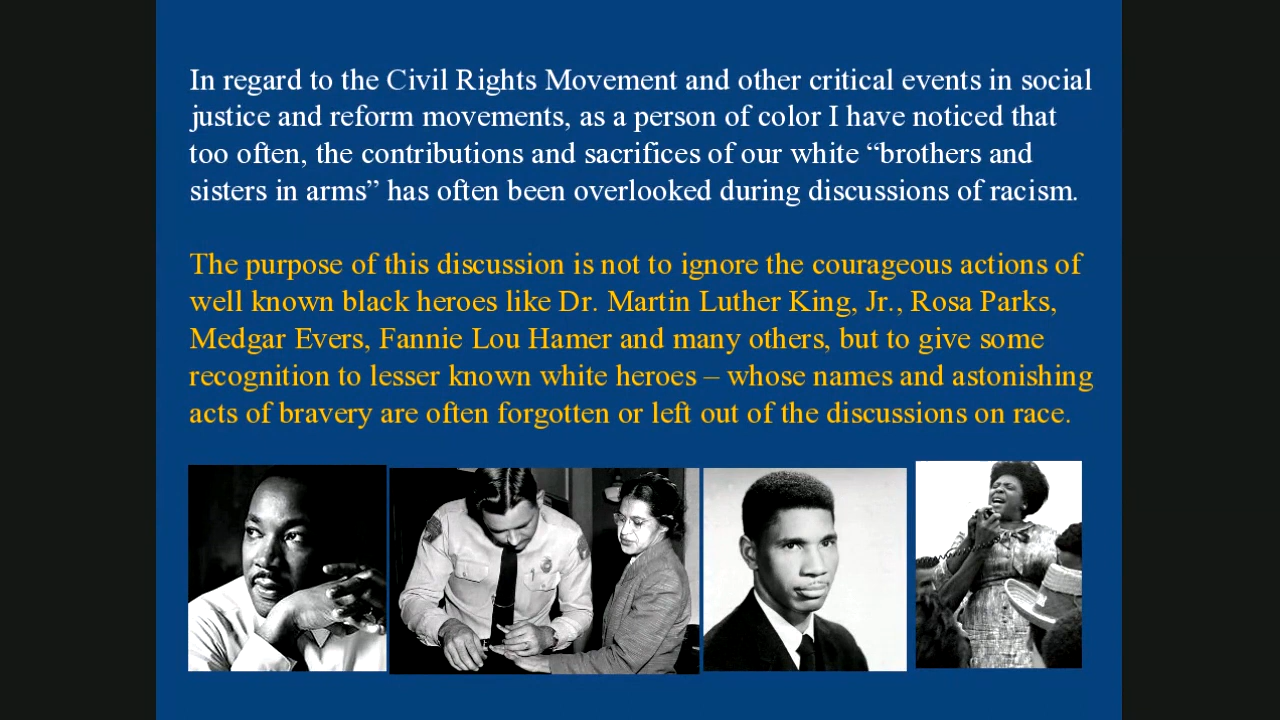 In regard to the Civil Rights Movement and other critical events in social
justice and reform movements, as a person of color I have noticed that
too often, the contributions and sacrifices of our white “brothers and
sisters in arms” has often been overlooked during discussions of racism.
The purpose of this discussion is not to ignore the courageous actions of
well known black heroes like Dr. Martin Luther King, Jr., Rosa Parks,
Medgar Evers, Fannie Lou Hamer and many others, but to give some
recognition to lesser known white heroes – whose names and astonishing
acts of bravery are often forgotten or left out of the discussions on race.